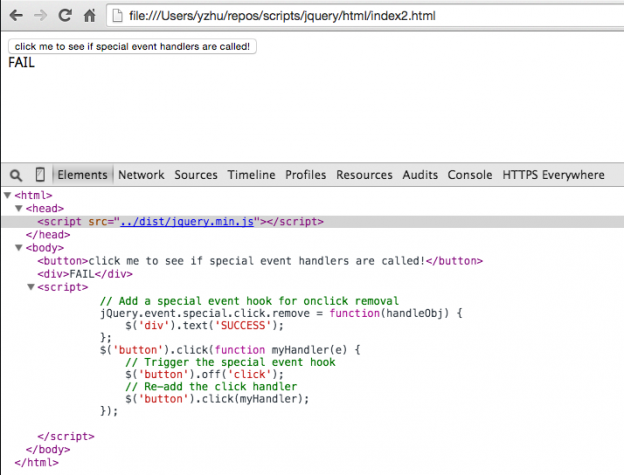 file:///Users/yzhu/repos/scripts/jquery/html/index2.html
click me to see if special event handlers are called!
FAIL
Elements Network Sources Timeline Profiles Resources Audits Console HTTPS Everywhere
<html>
<head>
<script src="../dist/jquery.min.js"></script>
</head>
<body>
<button>click me to see if special event handlers are called!</button>
<div>FAIL</div>
<script>
// Add a special event hook for onclick removal
jQuery.event.special.click.remove = function(handleObj) {
$('div').text('SUCCESS');
};
$('button').click(function myHandler(e) {
// Trigger the special event hook
$('button').off('click');
// Re-add the click handler
$('button').click(myHandler);
});
</script>
</body>
</html>